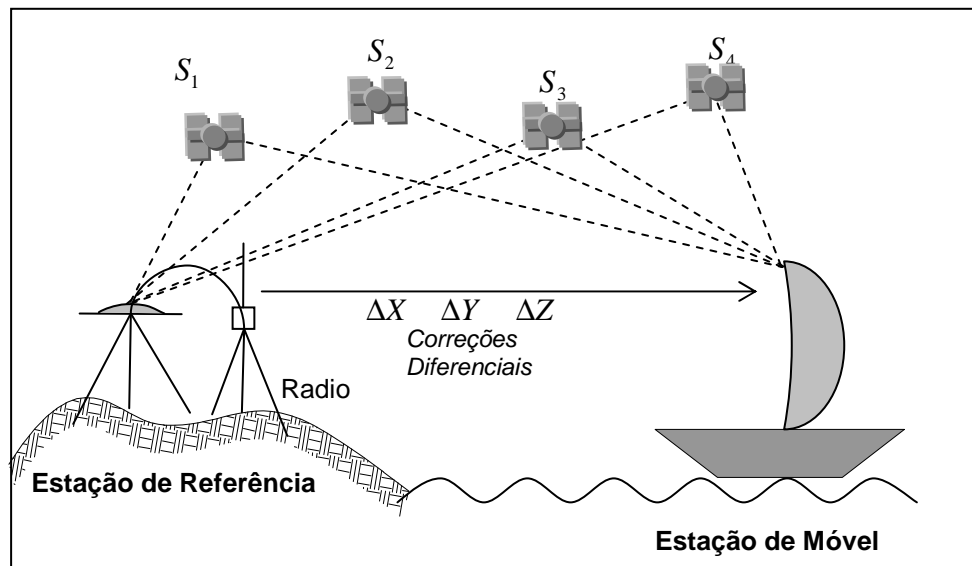 S₁
S₂
S₃
S₄
ΔX ΔY ΔZ
Correções
Diferenciais
Radio
Estação de Referência
Estação de Móvel